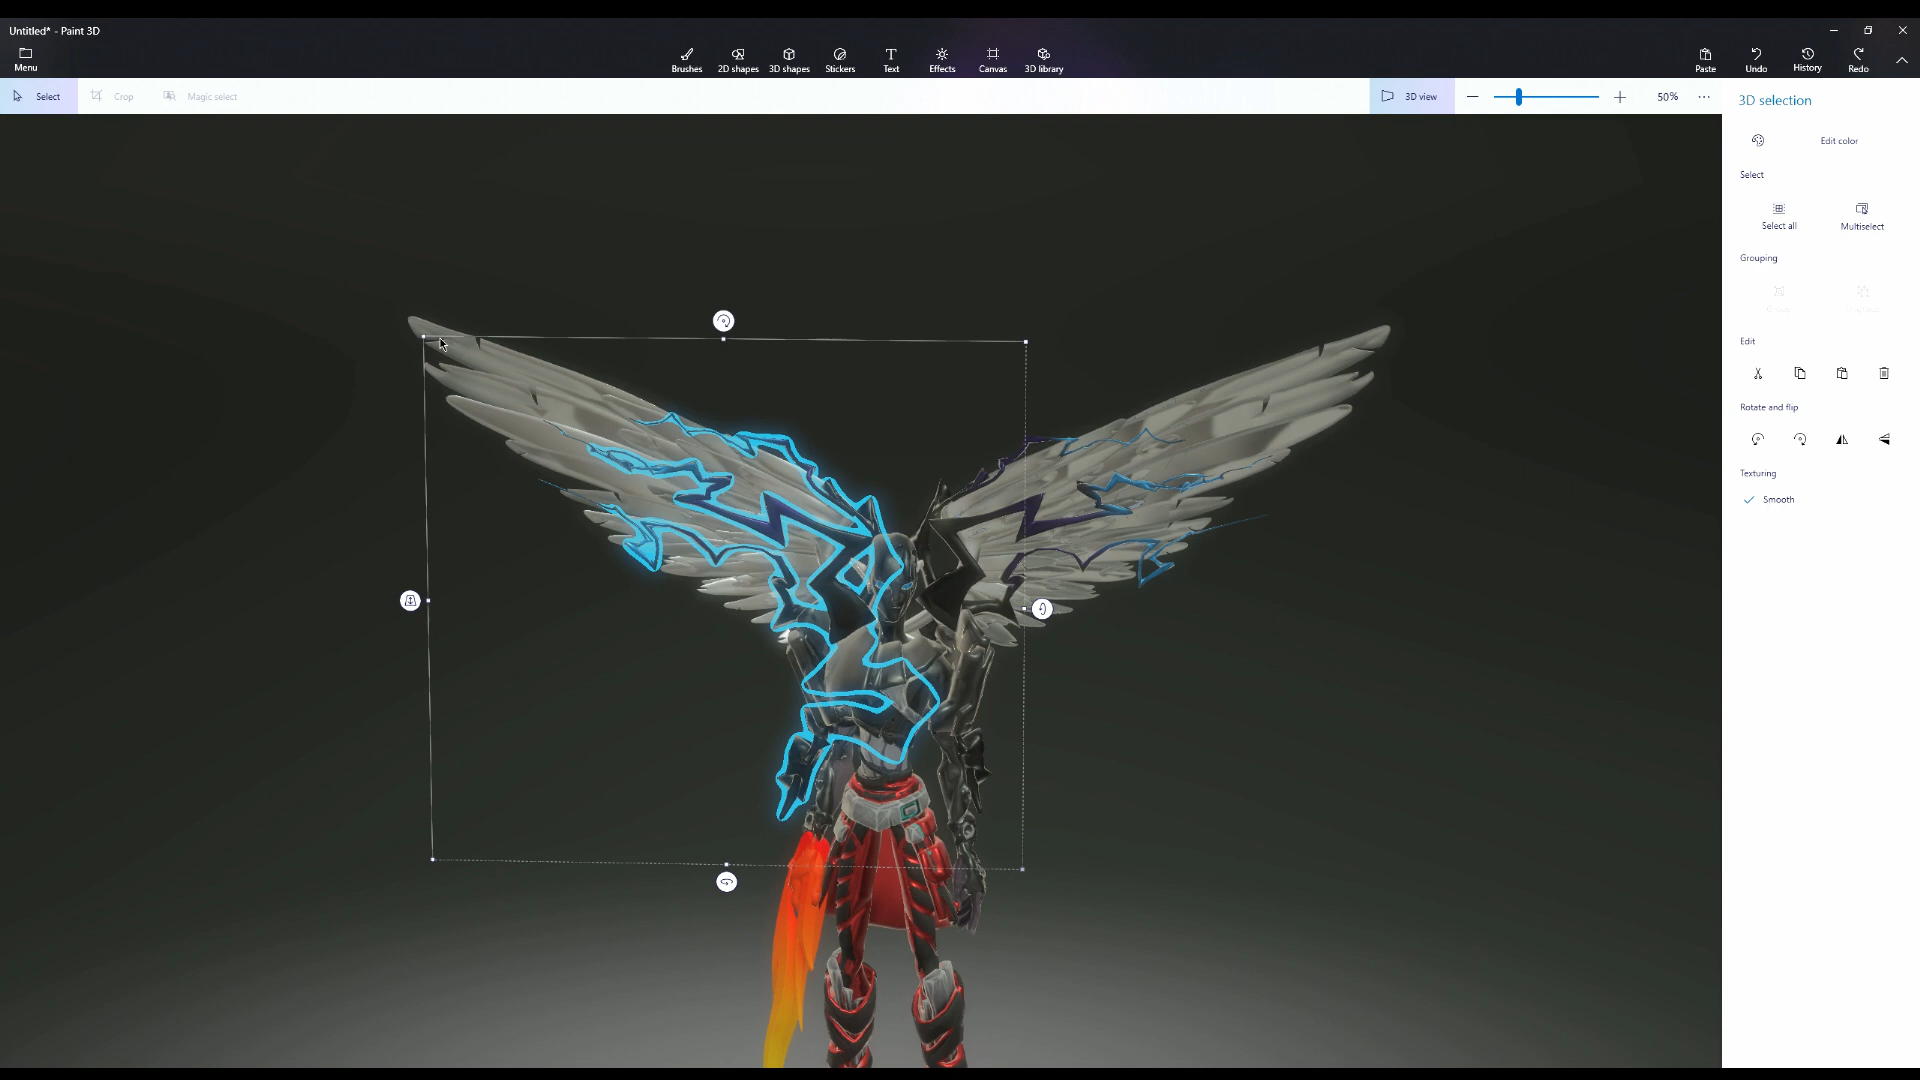 Untitled* - Paint 3D
Menu
Brushes 2D shapes 3D shapes Stickers Text Effects Canvas 3D library
Paste Undo History Redo
Select Crop Magic select 3D view 50%
3D selection
Edit color
Select
Select all Multiselect
Grouping
Edit
Rotate and flip
Texturing
Smooth